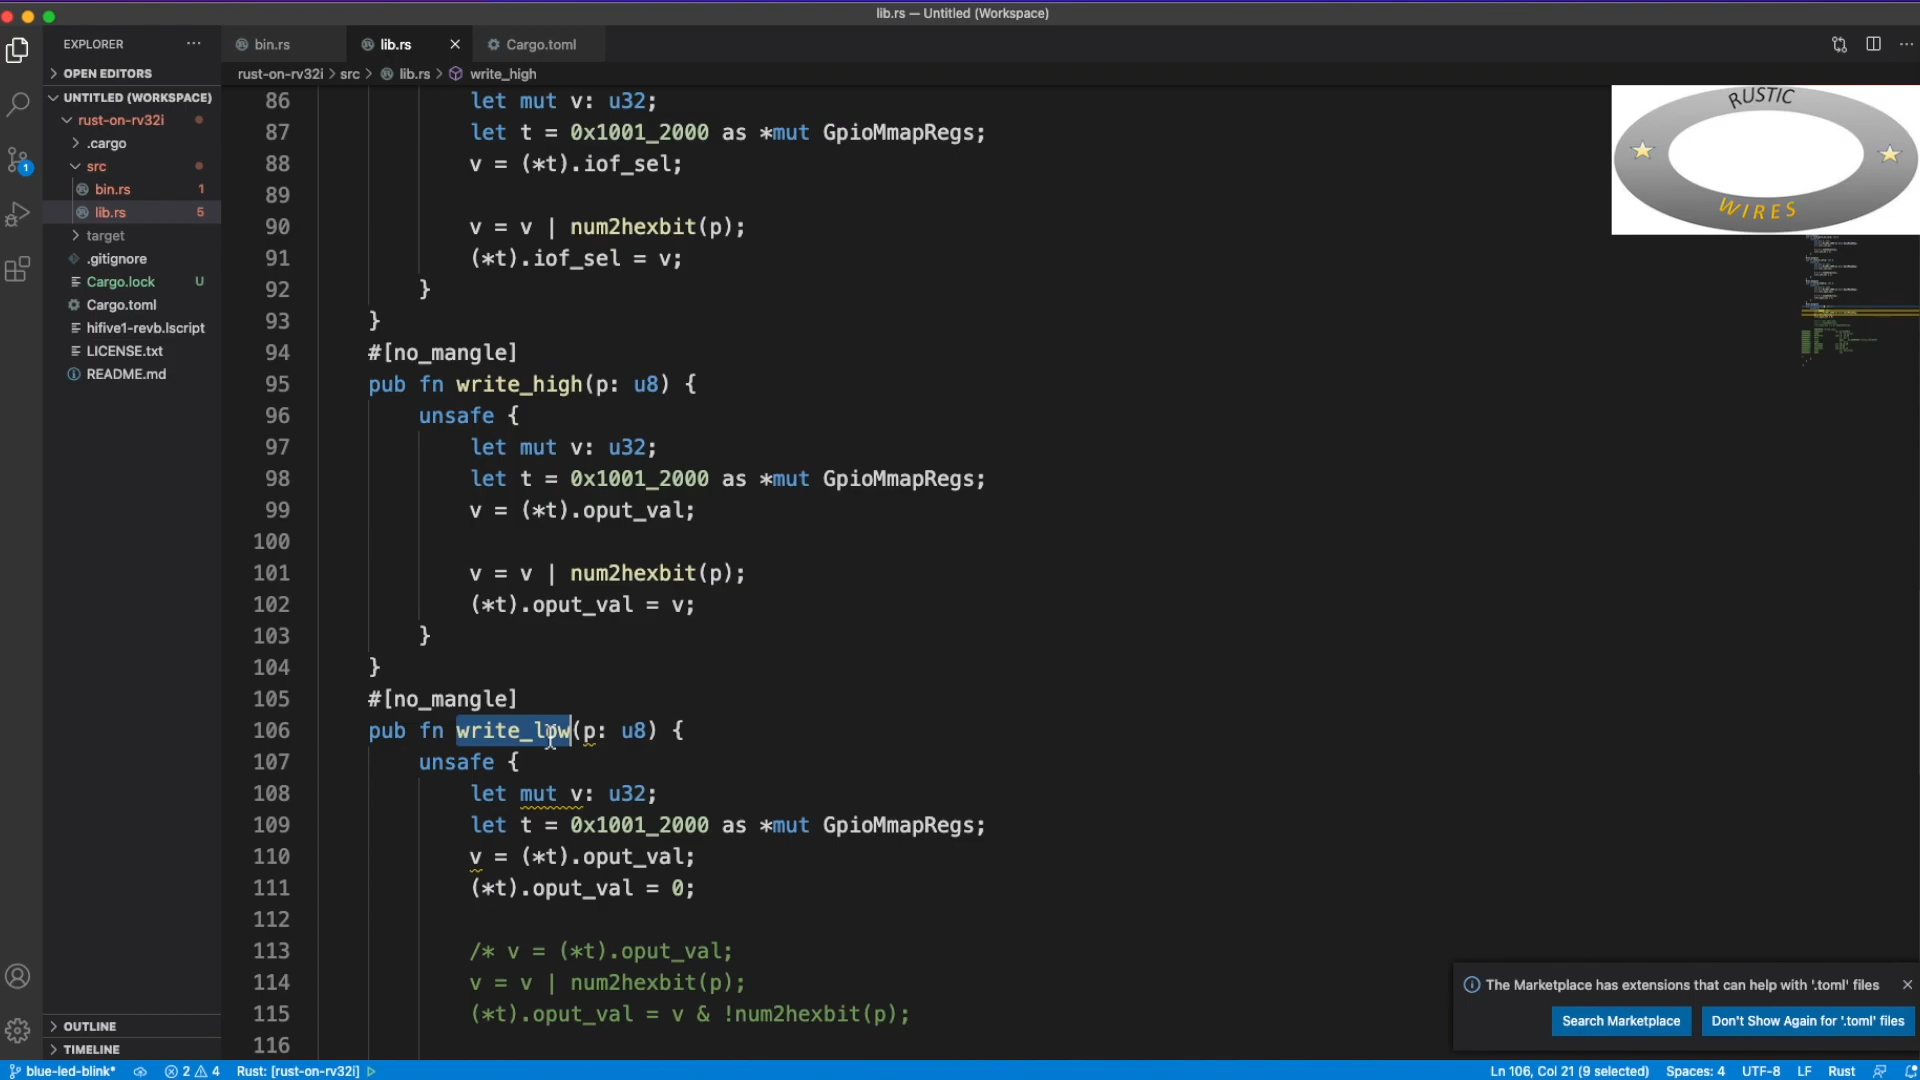 lib.rs — Untitled (Workspace)
EXPLORER ···
bin.rs
lib.rs
Cargo.toml
OPEN EDITORS
rust-on-rv32i > src > lib.rs > write_high
UNTITLED (WORKSPACE)
rust-on-rv32i
.cargo
src
bin.rs 1
lib.rs 5
target
.gitignore
Cargo.lock U
Cargo.toml
hifive1-revb.lscript
LICENSE.txt
README.md
1
86 let mut v: u32;
87 let t = 0x1001_2000 as *mut GpioMmapRegs;
88 v = (*t).iof_sel;
89
90 v = v | num2hexbit(p);
91 (*t).iof_sel = v;
92 }
93 }
94 #[no_mangle]
95 pub fn write_high(p: u8) {
96 unsafe {
97 let mut v: u32;
98 let t = 0x1001_2000 as *mut GpioMmapRegs;
99 v = (*t).oput_val;
100
101 v = v | num2hexbit(p);
102 (*t).oput_val = v;
103 }
104 }
105 #[no_mangle]
106 pub fn write_low(p: u8) {
107 unsafe {
108 let mut v: u32;
109 let t = 0x1001_2000 as *mut GpioMmapRegs;
110 v = (*t).oput_val;
111 (*t).oput_val = 0;
112
113 /* v = (*t).oput_val;
114 v = v | num2hexbit(p);
115 (*t).oput_val = v & !num2hexbit(p);
116
RUSTIC
WIRES
The Marketplace has extensions that can help with '.toml' files
Search Marketplace
Don't Show Again for '.toml' files
OUTLINE
TIMELINE
blue-led-blink* 2 4 Rust: [rust-on-rv32i] Ln 106, Col 21 (9 selected) Spaces: 4 UTF-8 LF Rust